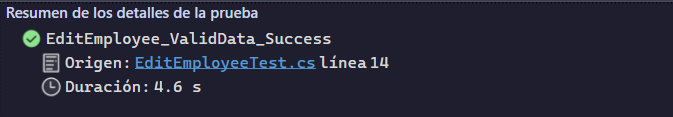 Resumen de los detalles de la prueba
EditEmployee_ValidData_Success
Origen: EditEmployeeTest.cs línea 14
Duración: 4.6 s